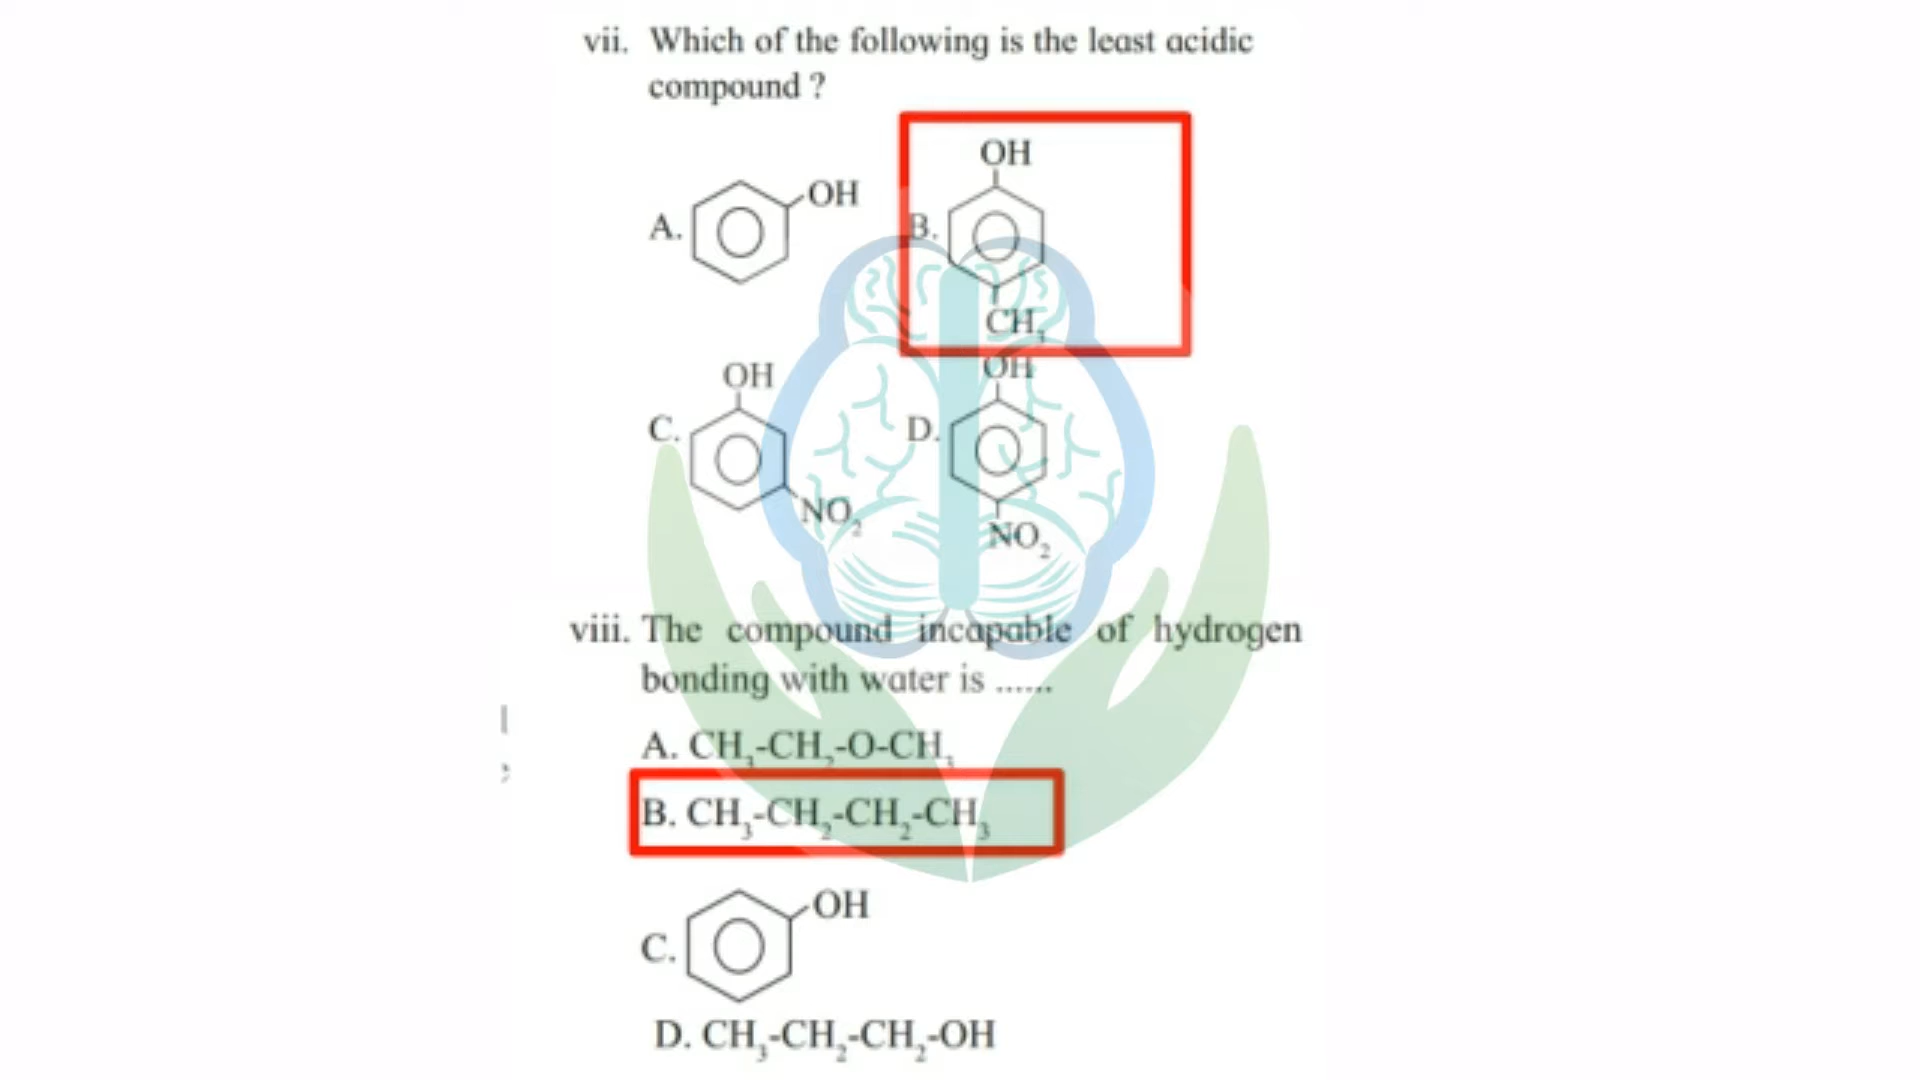 vii. Which of the following is the least acidic
compound ?
OH
OH
A.
B.
CH₃
OH
OH
C.
D.
NO₂
NO₂
viii. The compound incapable of hydrogen
bonding with water is ......
A. CH₃-CH₂-O-CH₃
B. CH₃-CH₂-CH₂-CH₃
OH
C.
D. CH₃-CH₂-CH₂-OH